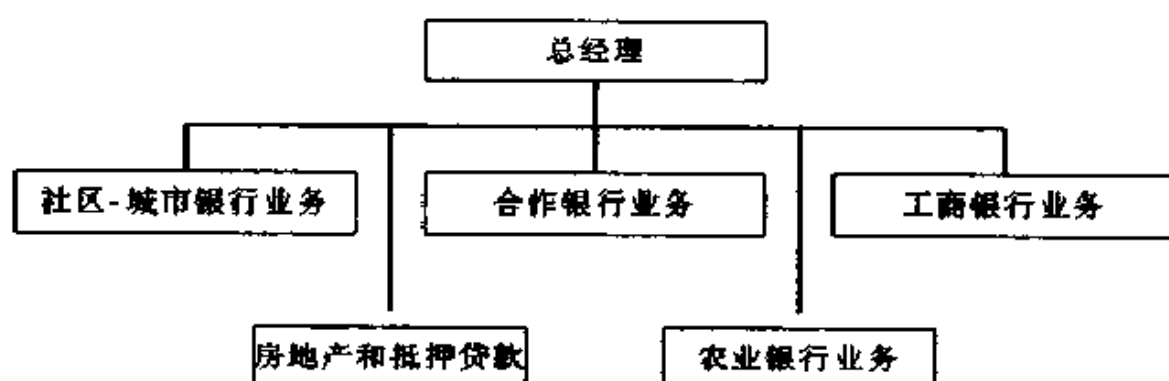 总经理
社区-城市银行业务
合作银行业务
工商银行业务
房地产和抵押贷款
农业银行业务